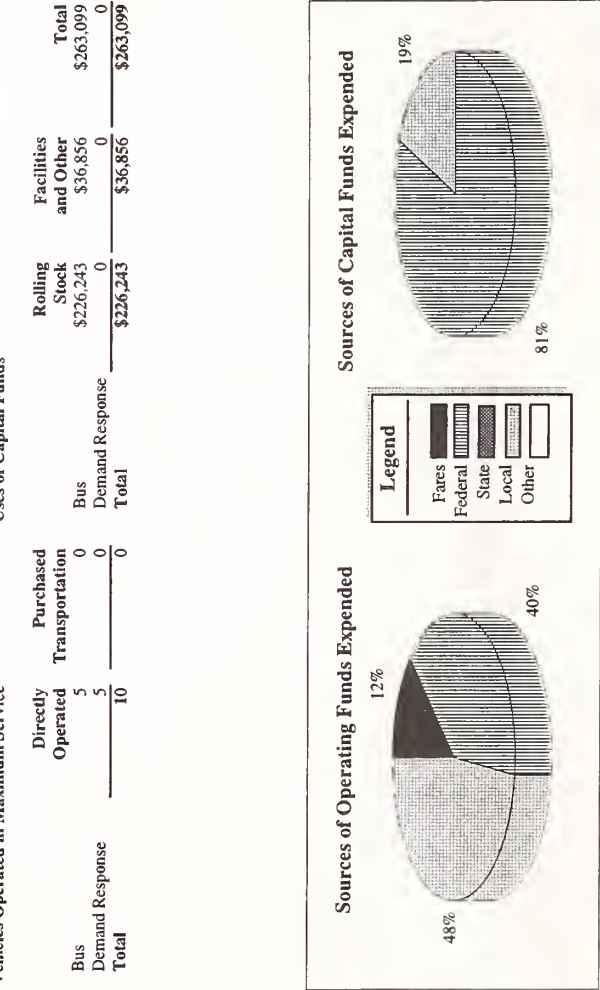 Vehicles Operated in Maximum Service
Directly Purchased
Operated Transportation
Bus 5 0
Demand Response 5 0
Total 10 0
Uses of Capital Funds
Rolling Facilities
Stock and Other Total
Bus $226,243 $36,856 $263,099
Demand Response 0 0 0
Total $226,243 $36,856 $263,099
Sources of Operating Funds Expended
12%
48%
40%
Legend
Fares
Federal
State
Local
Other
Sources of Capital Funds Expended
19%
81%